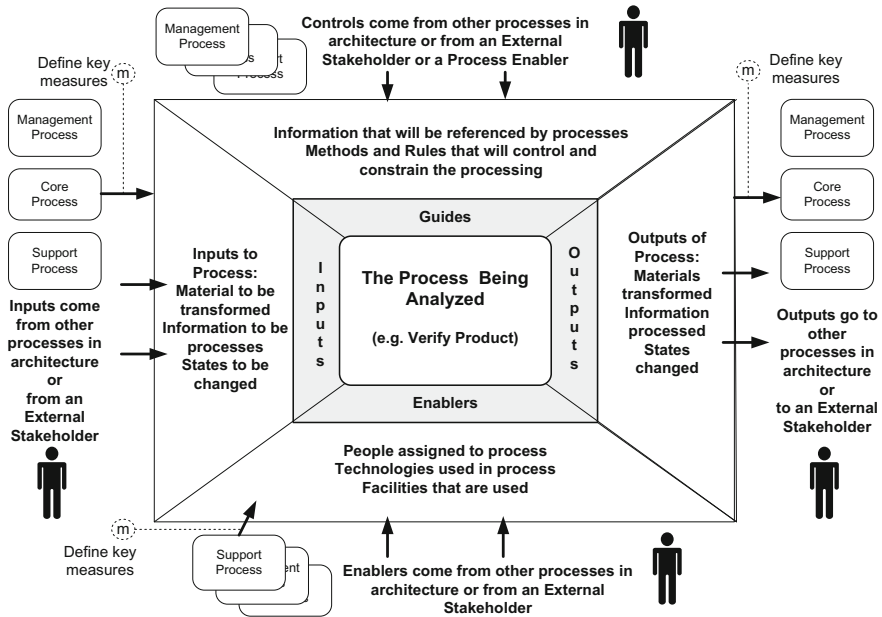 Management
Process
s
rt
Process
Controls come from other processes in
architecture or from an External
Stakeholder or a Process Enabler
Define key
measures
m
m
Define key
measures
Management
Process
Core
Process
Support
Process
Inputs come
from other
processes in
architecture
or
from an
External
Stakeholder
Information that will be referenced by processes
Methods and Rules that will control and
constrain the processing
Guides
Inputs to
Process:
Material to be
transformed
Information to be
processes
States to be
changed
Inputs
The Process Being
Analyzed
(e.g. Verify Product)
Outputs
Outputs of
Process:
Materials
transformed
Information
processed
States
changed
Enablers
People assigned to process
Technologies used in process
Facilities that are used
Management
Process
Core
Process
Support
Process
Outputs go to
other
processes in
architecture
or
to an External
Stakeholder
m
Define key
measures
Support
Process
ent
s
Enablers come from other processes in
architecture or from an External
Stakeholder